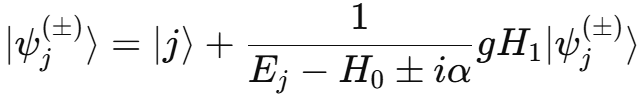 |ψ_j^{(±)}⟩ = |j⟩ + \frac{1}{E_j − H_0 ± iα} gH_1|ψ_j^{(±)}⟩